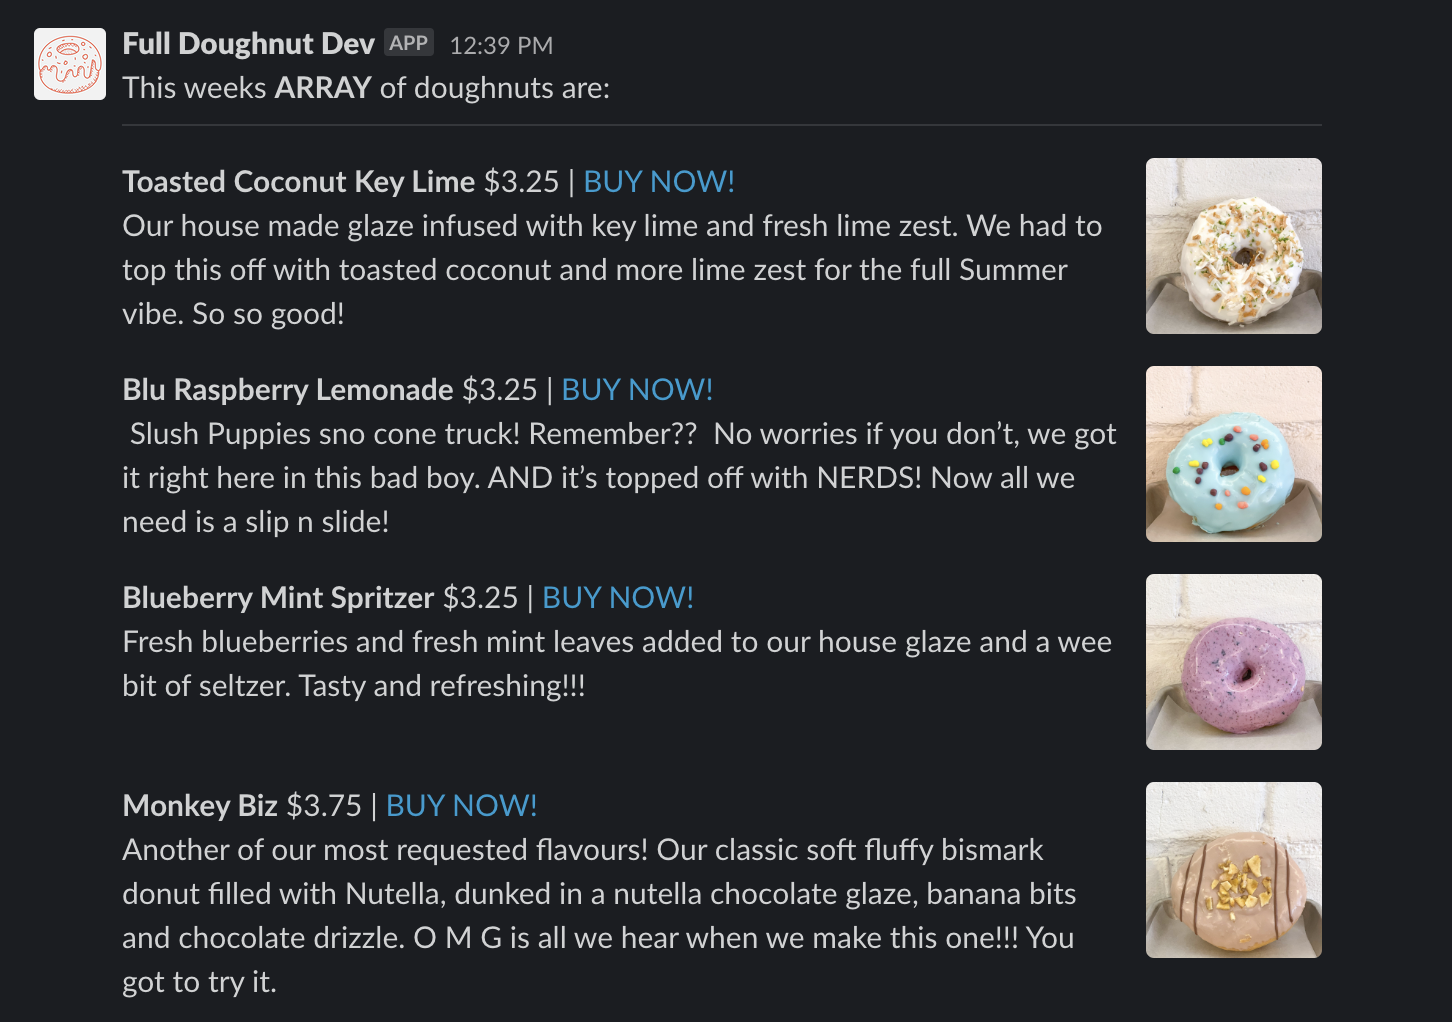 Full Doughnut Dev APP 12:39 PM
This weeks ARRAY of doughnuts are:
Toasted Coconut Key Lime $3.25 | BUY NOW!
Our house made glaze infused with key lime and fresh lime zest. We had to
top this off with toasted coconut and more lime zest for the full Summer
vibe. So so good!
Blu Raspberry Lemonade $3.25 | BUY NOW!
Slush Puppies sno cone truck! Remember??  No worries if you don’t, we got
it right here in this bad boy. AND it’s topped off with NERDS! Now all we
need is a slip n slide!
Blueberry Mint Spritzer $3.25 | BUY NOW!
Fresh blueberries and fresh mint leaves added to our house glaze and a wee
bit of seltzer. Tasty and refreshing!!!
Monkey Biz $3.75 | BUY NOW!
Another of our most requested flavours! Our classic soft fluffy bismark
donut filled with Nutella, dunked in a nutella chocolate glaze, banana bits
and chocolate drizzle. O M G is all we hear when we make this one!!! You
got to try it.